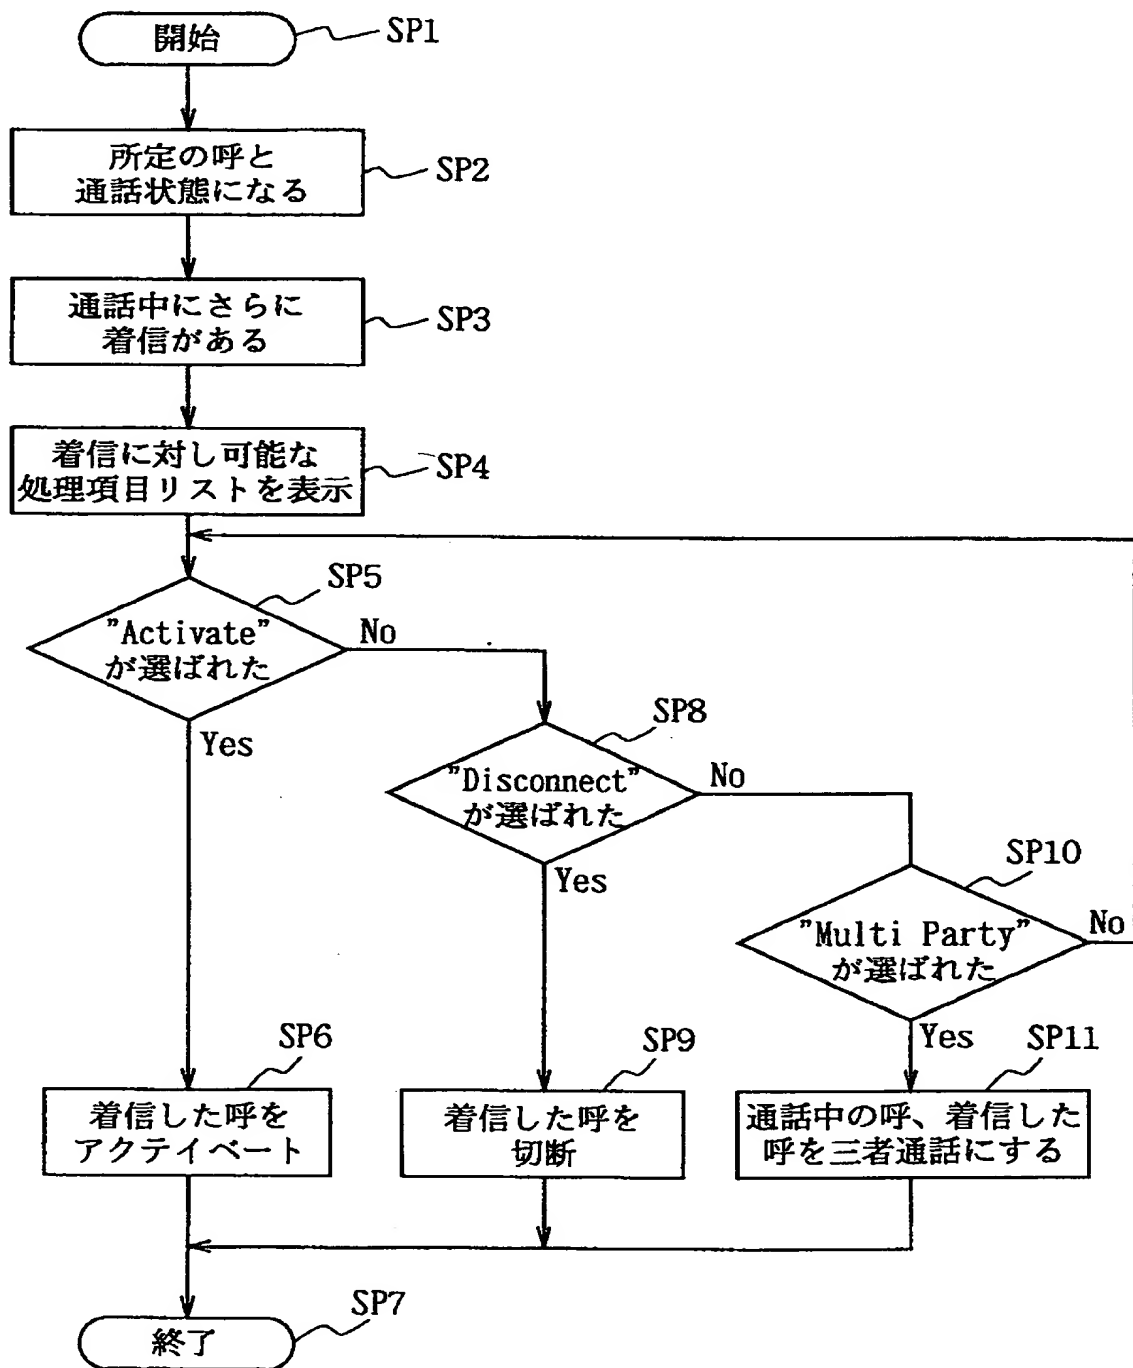 開始
SP1
所定の呼と
通話状態になる
SP2
通話中にさらに
着信がある
SP3
着信に対し可能な
処理項目リストを表示
SP4
SP5
"Activate"
が選ばれた
No
Yes
SP8
"Disconnect"
が選ばれた
No
Yes
SP10
"Multi Party"
が選ばれた
No
Yes
SP6
着信した呼を
アクテイベート
SP9
着信した呼を
切断
SP11
通話中の呼、着信した
呼を三者通話にする
SP7
終了